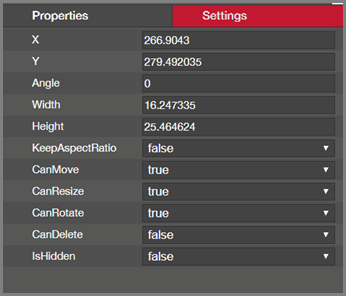 Properties Settings
X 266.9043
Y 279.492035
Angle 0
Width 16.247335
Height 25.464624
KeepAspectRatio false
CanMove true
CanResize true
CanRotate true
CanDelete false
IsHidden false